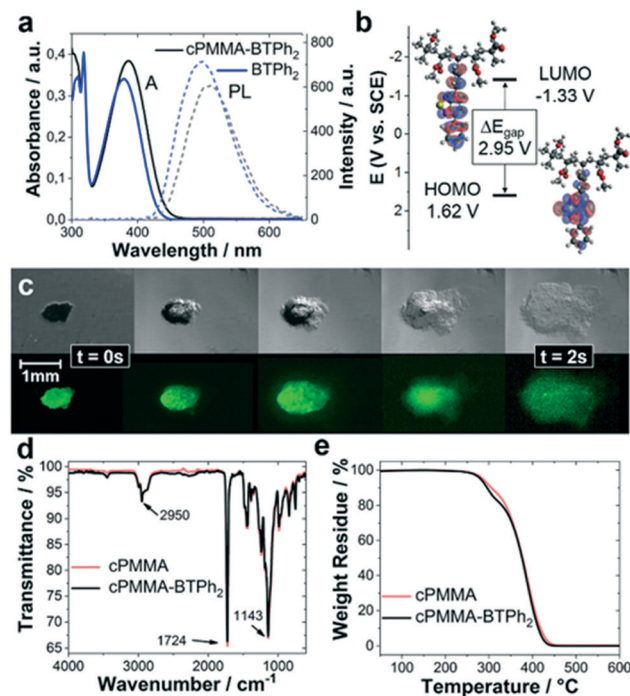 a
cPMMA-BTPh₂
BTPh₂
A
PL
0,4
0,3
0,2
0,1
0,0
Absorbance / a.u.
800
700
600
500
400
300
200
100
0
Intensity / a.u.
300
400
500
600
Wavelength / nm
b
-2
-1
0
1
2
E (V vs. SCE)
LUMO
-1.33 V
ΔEgap
2.95 V
HOMO
1.62 V
c
t = 0s
t = 2s
1mm
d
100
95
90
85
80
75
70
65
Transmittance / %
2950
cPMMA
cPMMA-BTPh₂
1143
1724
4000
3000
2000
1000
Wavenumber / cm⁻¹
e
100
80
60
40
20
0
Weight Residue / %
cPMMA
cPMMA-BTPh₂
100
200
300
400
500
600
Temperature / °C